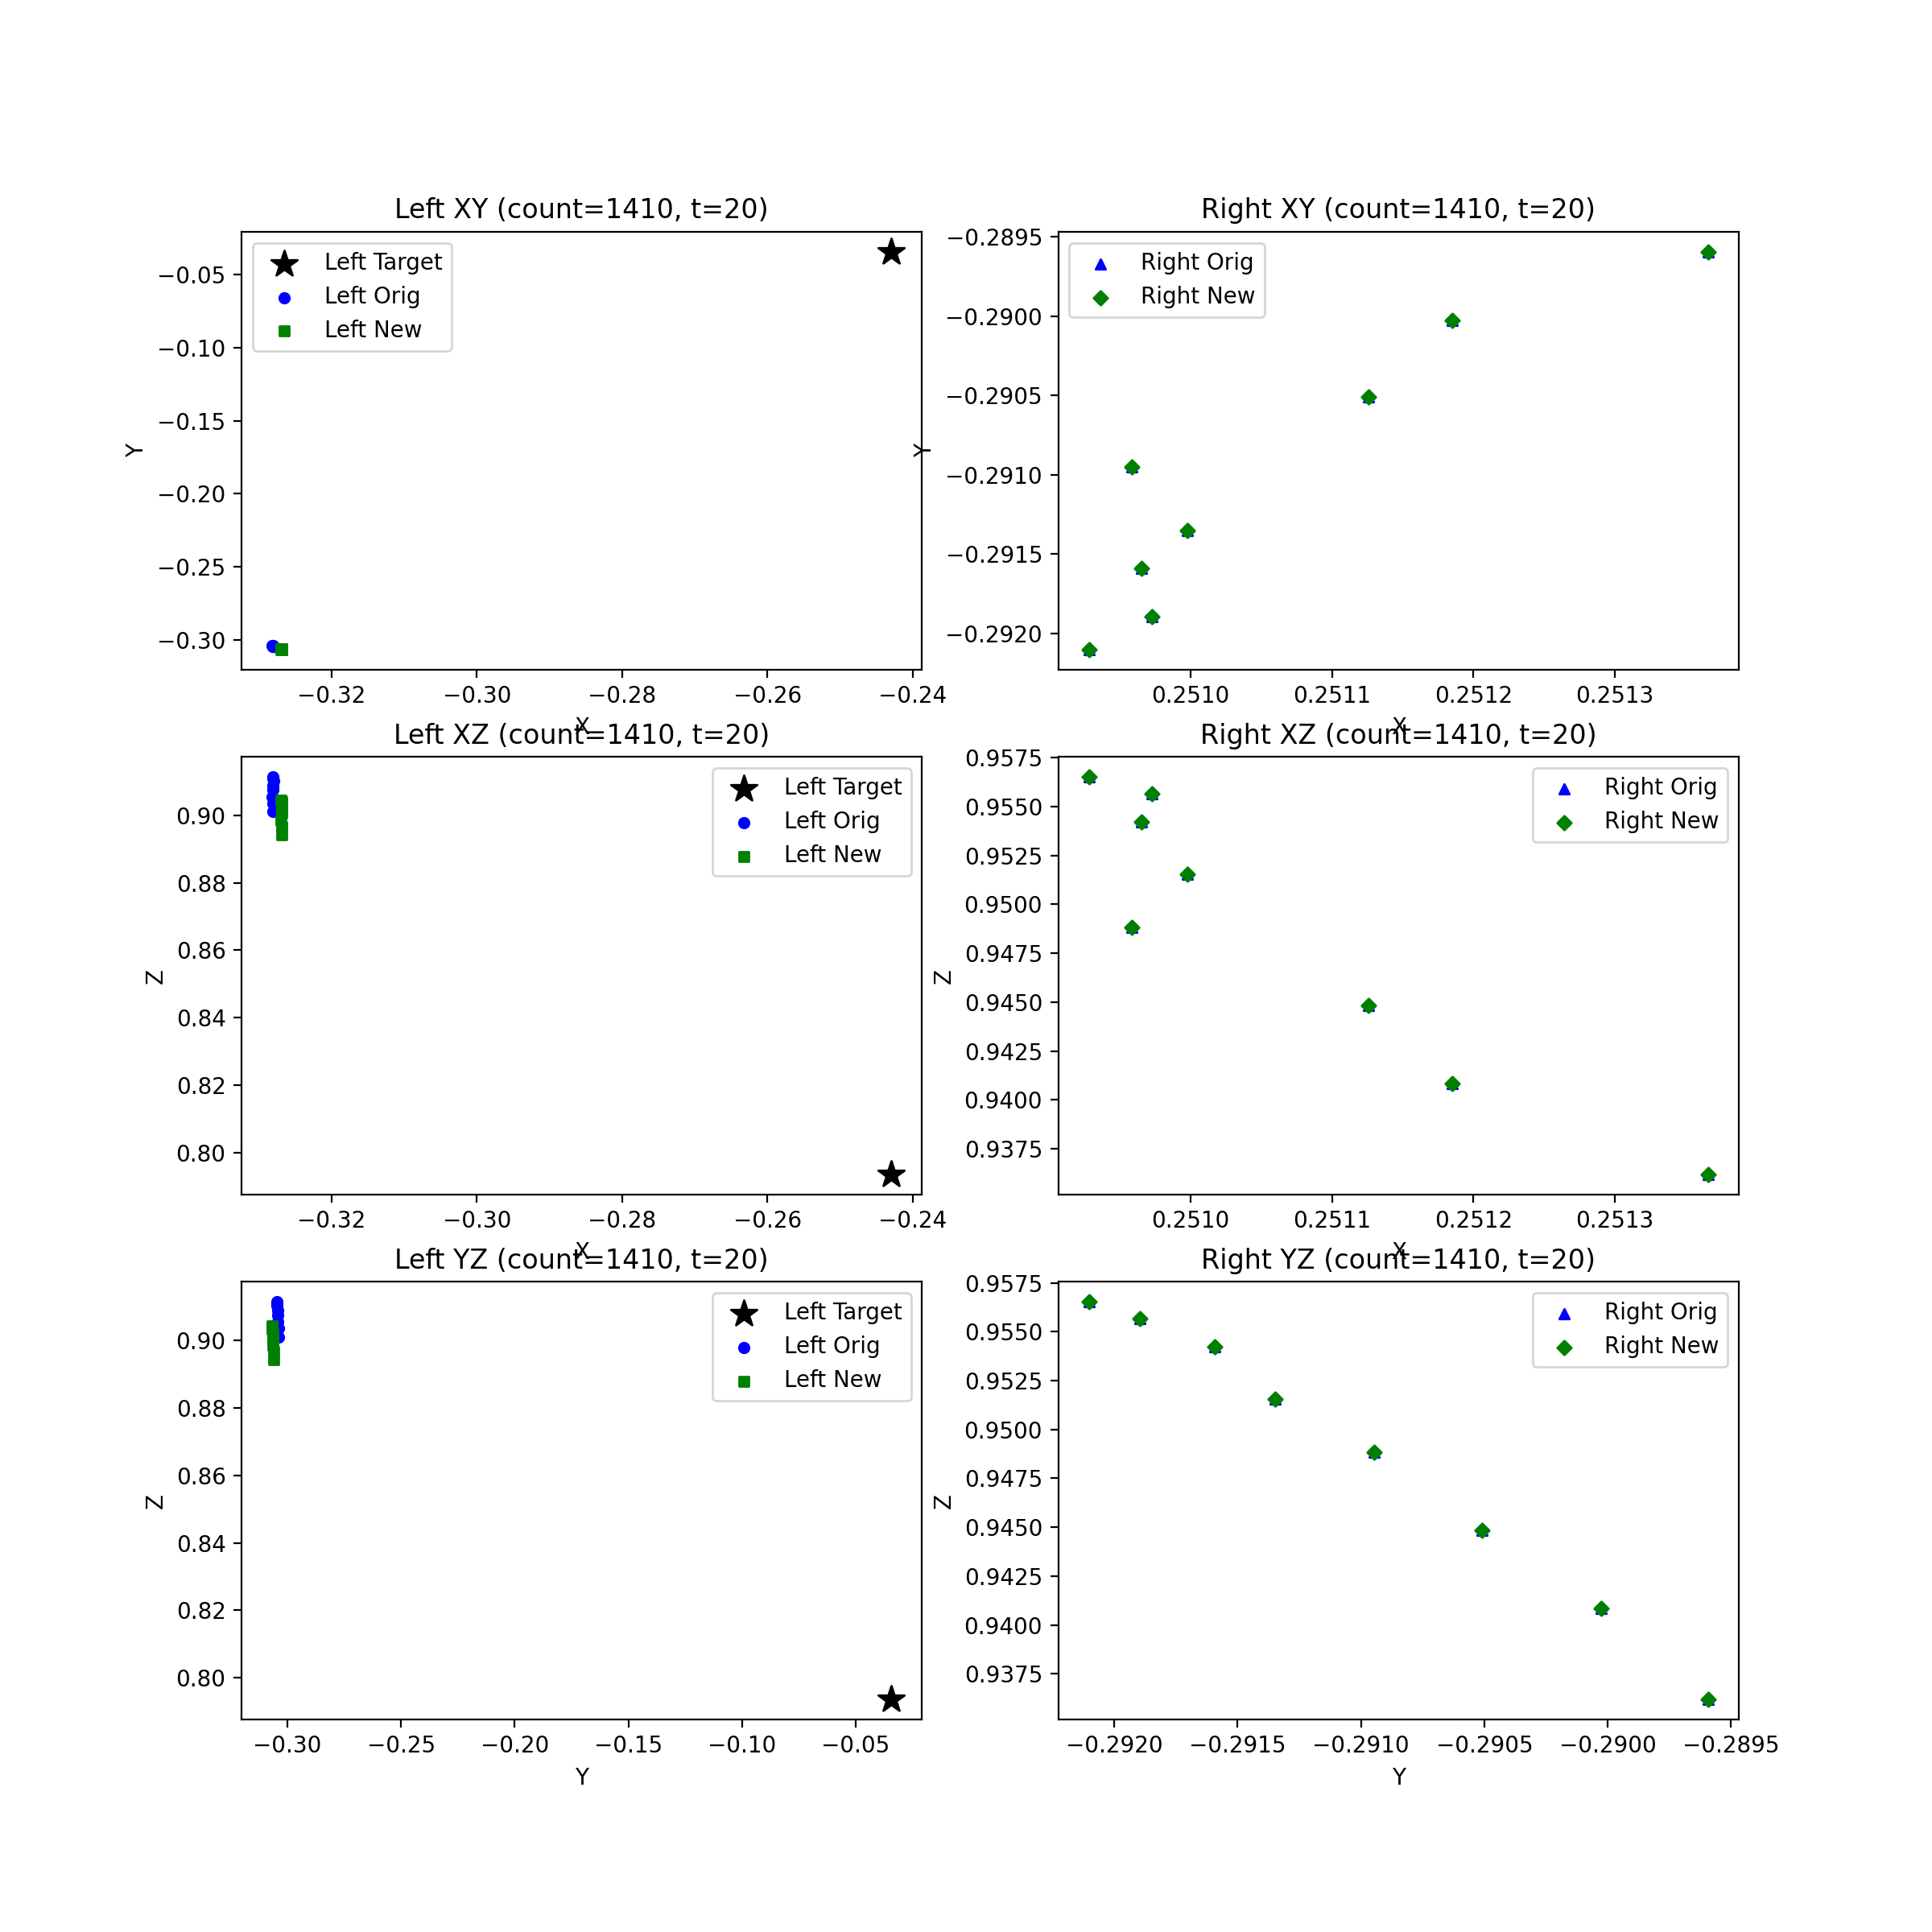 Left XY (count=1410, t=20)
Left Target
Left Orig
Left New
−0.05
−0.10
−0.15
−0.20
−0.25
−0.30
Y
−0.32
−0.30
−0.28
−0.26
−0.24
X
Right XY (count=1410, t=20)
Right Orig
Right New
−0.2895
−0.2900
−0.2905
−0.2910
−0.2915
−0.2920
Y
0.2510
0.2511
0.2512
0.2513
X
Left XZ (count=1410, t=20)
Left Target
Left Orig
Left New
0.90
0.88
0.86
0.84
0.82
0.80
Z
−0.32
−0.30
−0.28
−0.26
−0.24
X
Right XZ (count=1410, t=20)
Right Orig
Right New
0.9575
0.9550
0.9525
0.9500
0.9475
0.9450
0.9425
0.9400
0.9375
Z
0.2510
0.2511
0.2512
0.2513
X
Left YZ (count=1410, t=20)
Left Target
Left Orig
Left New
0.90
0.88
0.86
0.84
0.82
0.80
Z
−0.30
−0.25
−0.20
−0.15
−0.10
−0.05
Y
Right YZ (count=1410, t=20)
Right Orig
Right New
0.9575
0.9550
0.9525
0.9500
0.9475
0.9450
0.9425
0.9400
0.9375
Z
−0.2920
−0.2915
−0.2910
−0.2905
−0.2900
−0.2895
Y